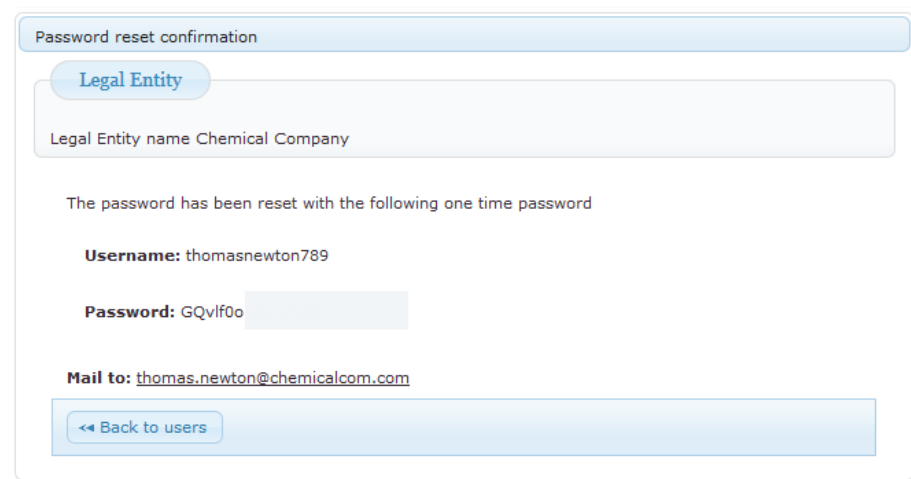 Password reset confirmation
Legal Entity
Legal Entity name Chemical Company
The password has been reset with the following one time password
Username: thomasnewton789
Password: GQvlf0o
Mail to: thomas.newton@chemicalcom.com
Back to users